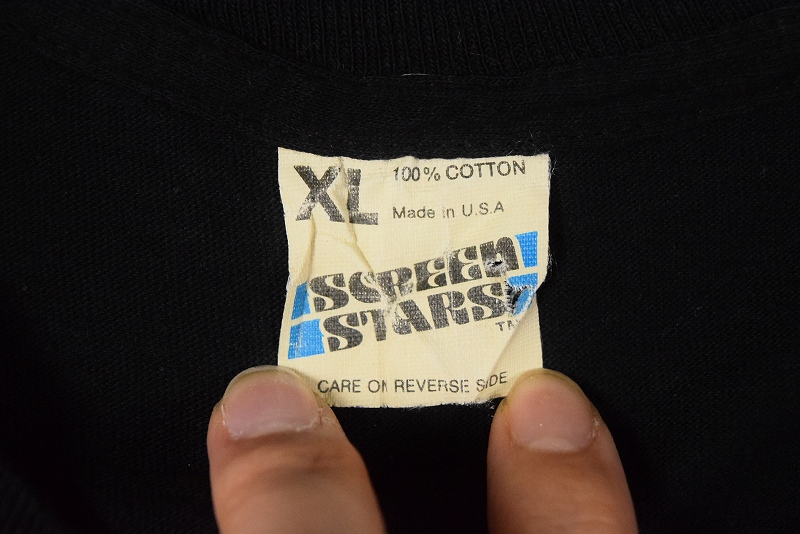 XL 100% COTTON
Made in U.S.A
SCREEN
STARS
TM
CARE ON REVERSE SIDE